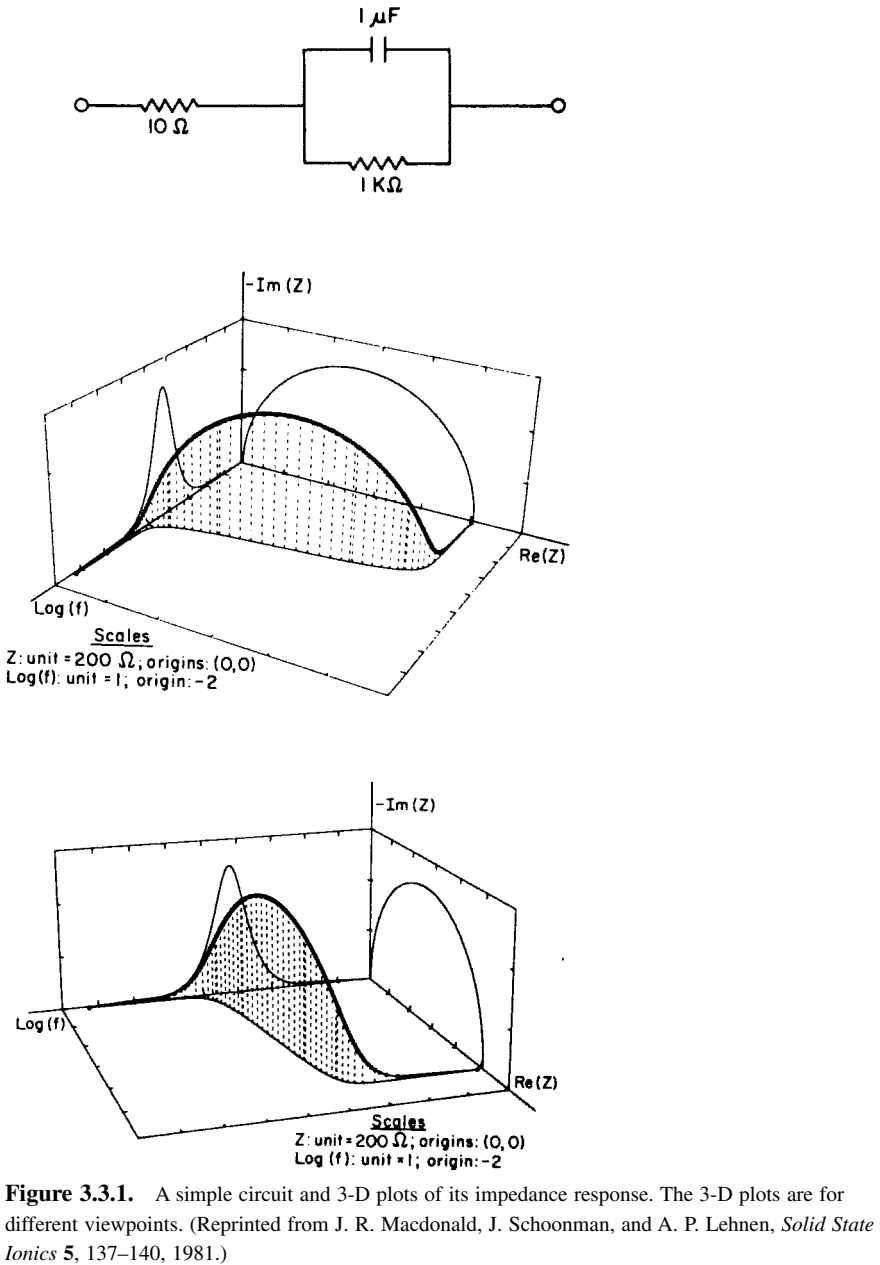 1 μF
10 Ω
1 KΩ
-Im (Z)
Re(Z)
Log (f)
Scales
Z: unit = 200 Ω; origins: (0,0)
Log(f): unit = 1; origin: -2
-Im (Z)
Log (f)
Re (Z)
Scales
Z: unit = 200 Ω; origins: (0,0)
Log (f): unit = 1; origin: -2
Figure 3.3.1. A simple circuit and 3-D plots of its impedance response. The 3-D plots are for
different viewpoints. (Reprinted from J. R. Macdonald, J. Schoonman, and A. P. Lehnen, Solid State
Ionics 5, 137–140, 1981.)